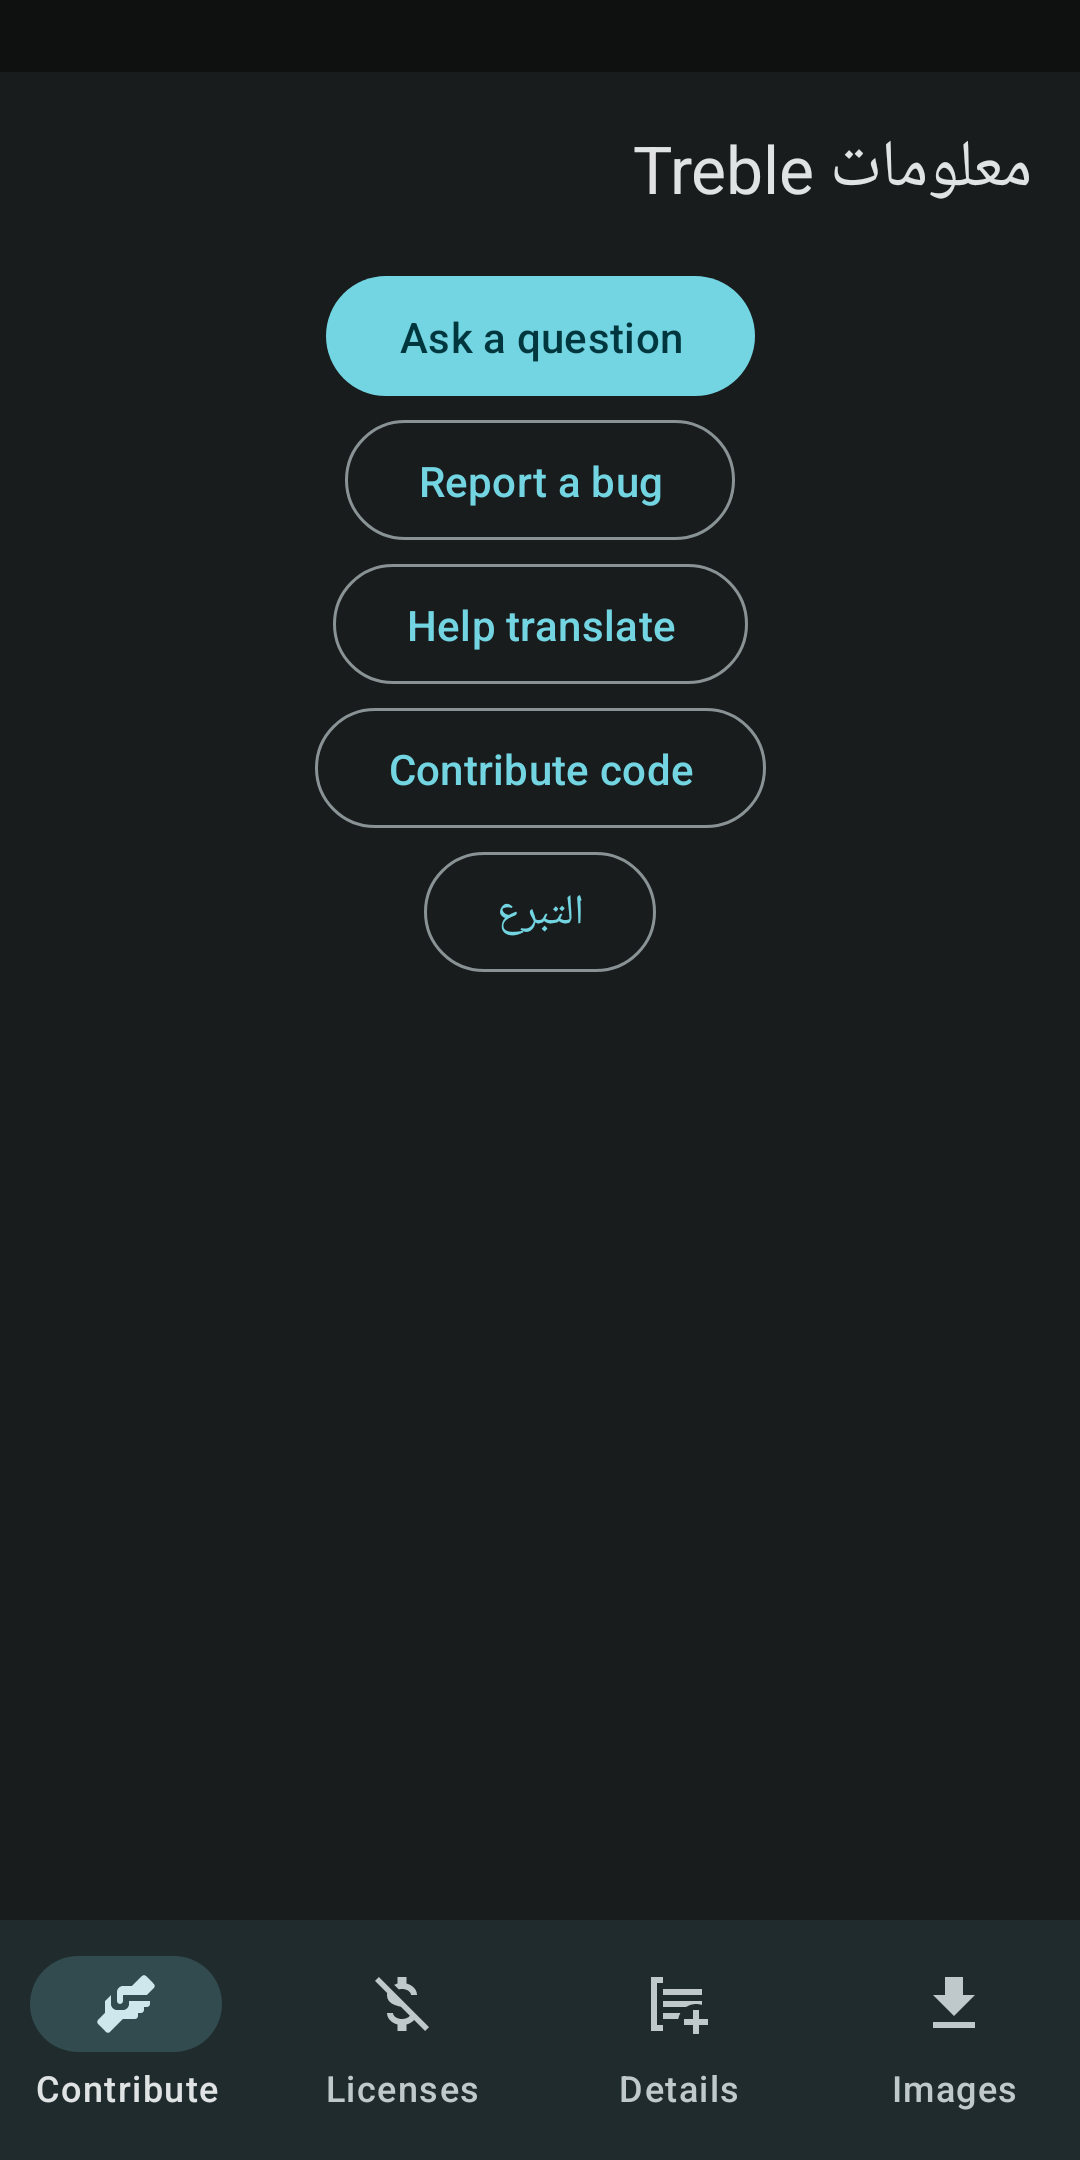 معلومات Treble
Ask a question
Report a bug
Help translate
Contribute code
التبرع
Contribute
Licenses
Details
Images